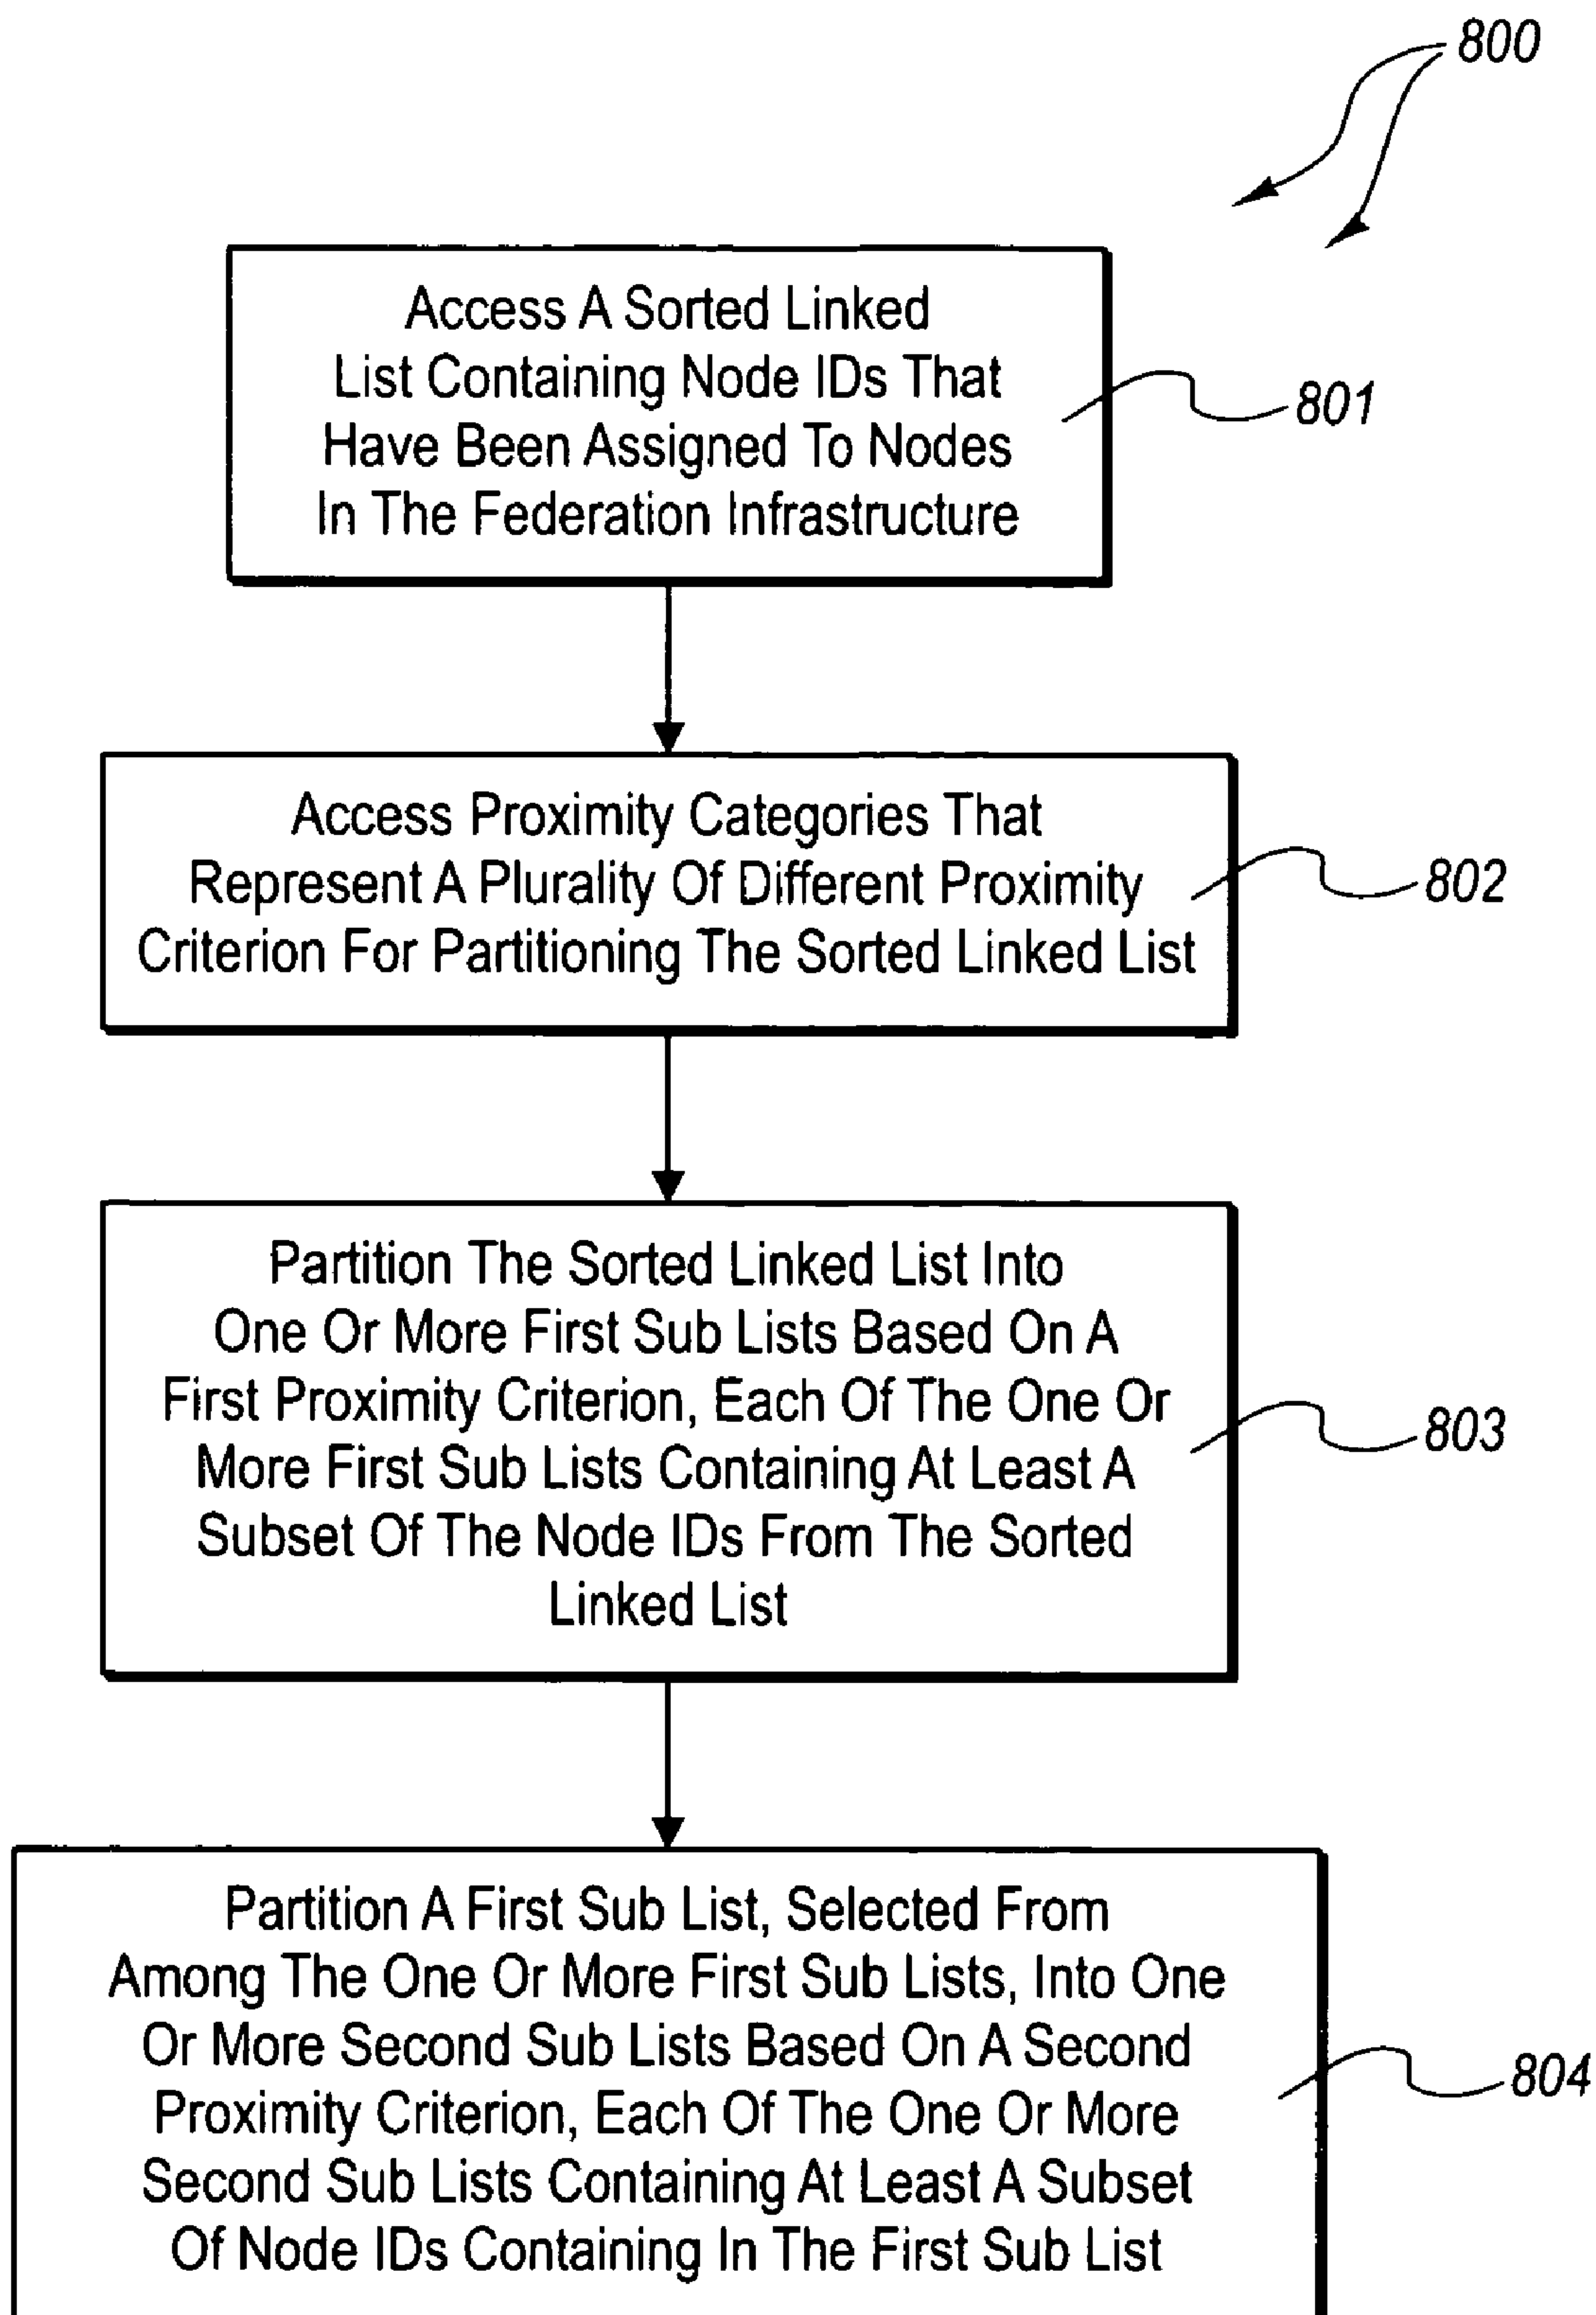 800
Access A Sorted Linked
List Containing Node IDs That
Have Been Assigned To Nodes
In The Federation Infrastructure
801
Access Proximity Categories That
Represent A Plurality Of Different Proximity
Criterion For Partitioning The Sorted Linked List
802
Partition The Sorted Linked List Into
One Or More First Sub Lists Based On A
First Proximity Criterion, Each Of The One Or
More First Sub Lists Containing At Least A
Subset Of The Node IDs From The Sorted
Linked List
803
Partition A First Sub List, Selected From
Among The One Or More First Sub Lists, Into One
Or More Second Sub Lists Based On A Second
Proximity Criterion, Each Of The One Or More
Second Sub Lists Containing At Least A Subset
Of Node IDs Containing In The First Sub List
804